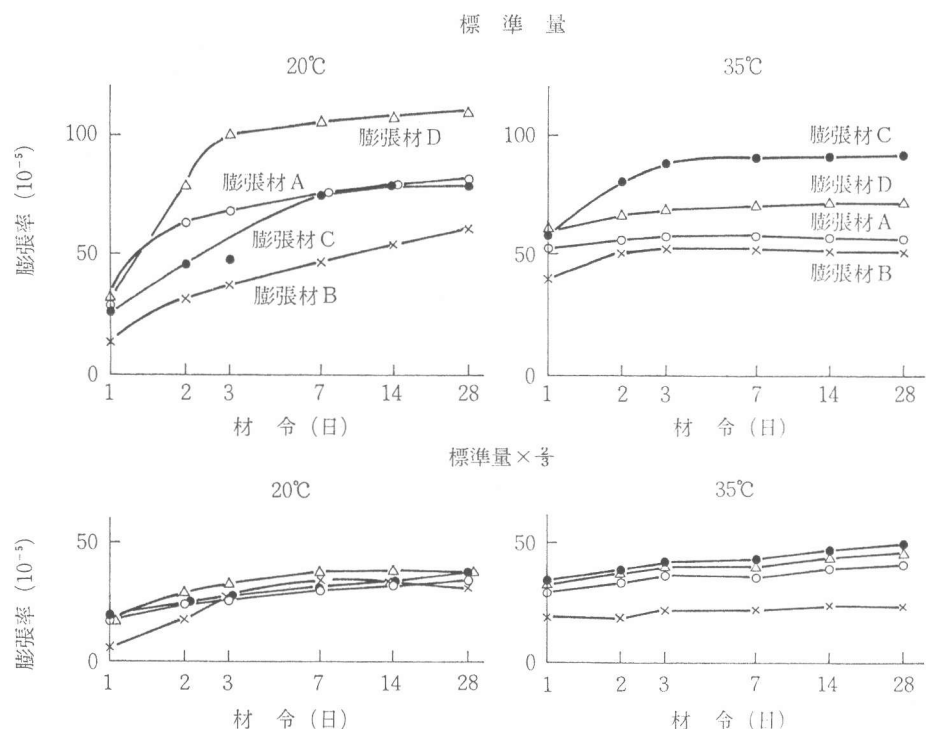 標準量
20℃
膨張率 (10⁻⁵)
100
50
0
膨張材D
膨張材A
膨張材C
膨張材B
1 2 3 7 14 28
材 令 (日)
35℃
100
50
0
膨張材C
膨張材D
膨張材A
膨張材B
1 2 3 7 14 28
材 令 (日)
標準量×⅔
20℃
膨張率 (10⁻⁵)
50
0
1 2 3 7 14 28
材 令 (日)
35℃
50
0
1 2 3 7 14 28
材 令 (日)